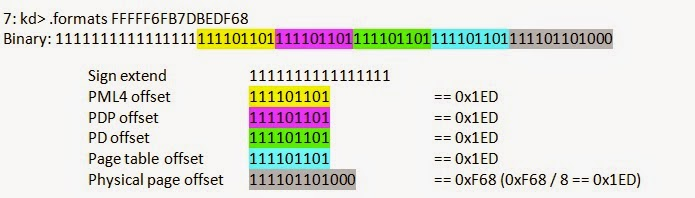 7: kd> .formats FFFFF6FB7DBEDF68
Binary: 1111111111111111111101101111101101111101101111101101111101101000
Sign extend 1111111111111111
PML4 offset 111101101 == 0x1ED
PDP offset 111101101 == 0x1ED
PD offset 111101101 == 0x1ED
Page table offset 111101101 == 0x1ED
Physical page offset 111101101000 == 0xF68 (0xF68 / 8 == 0x1ED)